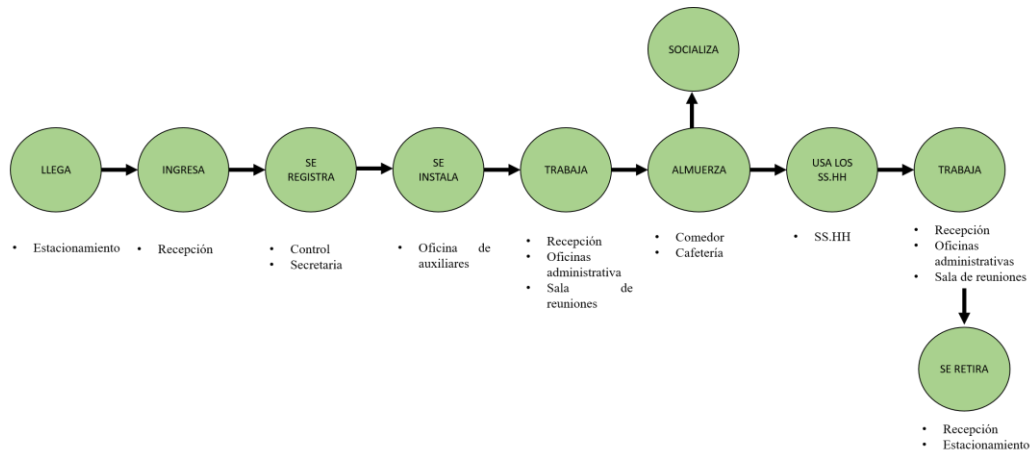 SOCIALIZA
LLEGA
INGRESA
SE
REGISTRA
SE
INSTALA
TRABAJA
ALMUERZA
USA LOS
SS.HH
TRABAJA
• Estacionamiento
• Recepción
• Control
• Secretaria
• Oficina de
auxiliares
• Recepción
• Oficinas
administrativa
• Sala de
reuniones
• Comedor
• Cafetería
• SS.HH
• Recepción
• Oficinas
administrativas
• Sala de reuniones
SE RETIRA
• Recepción
• Estacionamiento